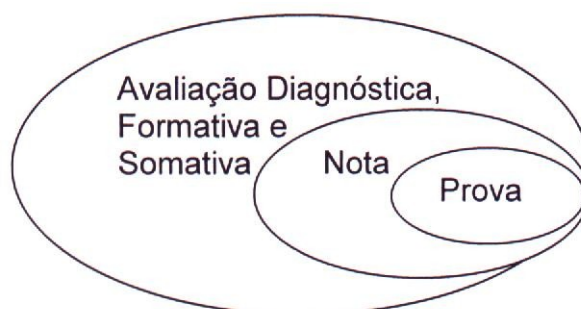 Avaliação Diagnóstica,
Formativa e
Somativa
Nota
Prova